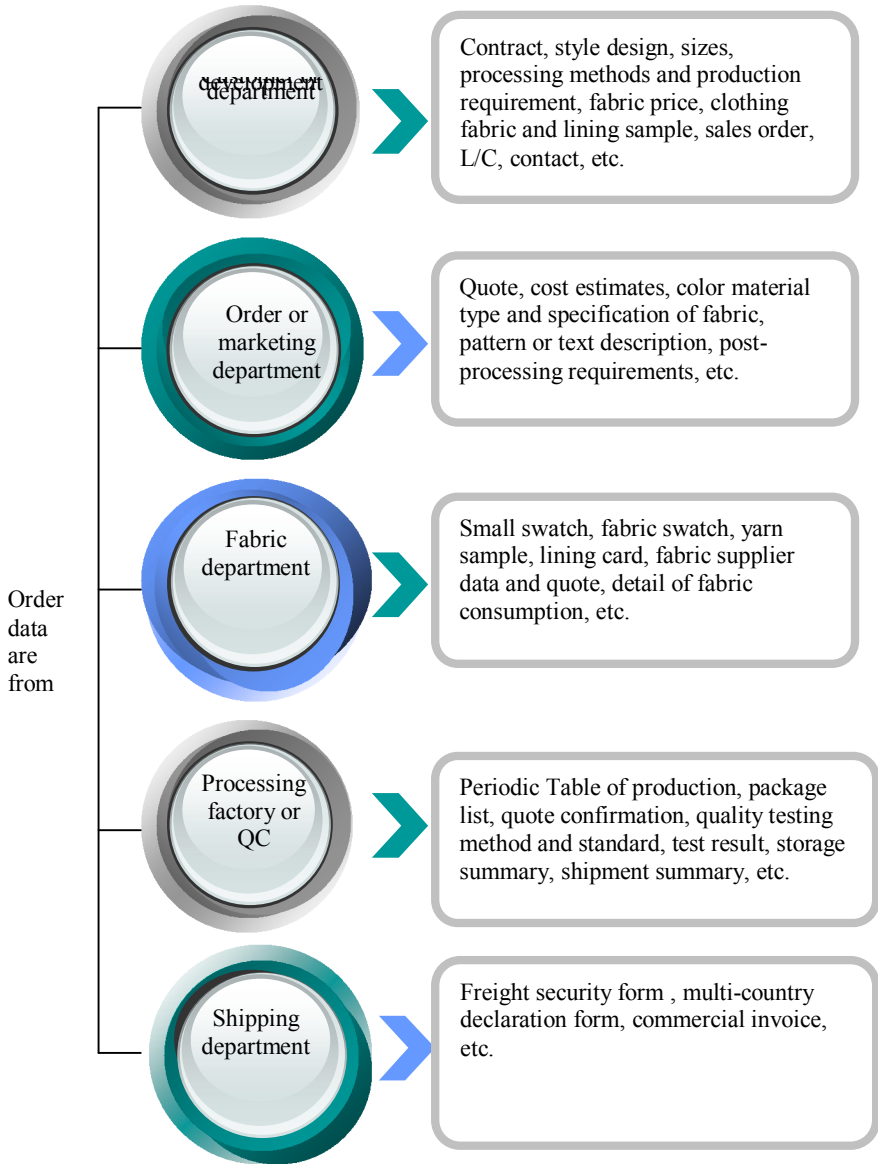 development
department
Contract, style design, sizes,
processing methods and production
requirement, fabric price, clothing
fabric and lining sample, sales order,
L/C, contact, etc.
Order or
marketing
department
Quote, cost estimates, color material
type and specification of fabric,
pattern or text description, post-
processing requirements, etc.
Fabric
department
Small swatch, fabric swatch, yarn
sample, lining card, fabric supplier
data and quote, detail of fabric
consumption, etc.
Order
data
are
from
Processing
factory or
QC
Periodic Table of production, package
list, quote confirmation, quality testing
method and standard, test result, storage
summary, shipment summary, etc.
Shipping
department
Freight security form , multi-country
declaration form, commercial invoice,
etc.